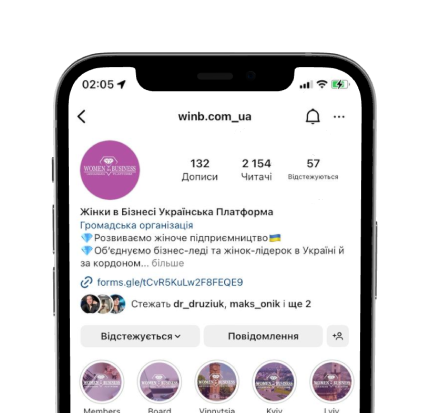 02:05
winb.com_ua
WOMEN IN BUSINESS
132
2 154
57
Дописи
Читачі
Відстежуються
Жінки в Бізнесі Українська Платформа
Громадська організація
💎Розвиваємо жіноче підприємництво🇺🇦
💎Об'єднуємо бізнес-леді та жінок-лідерок в Україні й
за кордоном... більше
forms.gle/tCvR5KuLw2F8FEQE9
Стежать dr_druziuk, maks_onik і ще 2
Відстежується
Повідомлення
Members
Board
Vinnytsia
Kyiv
Lviv